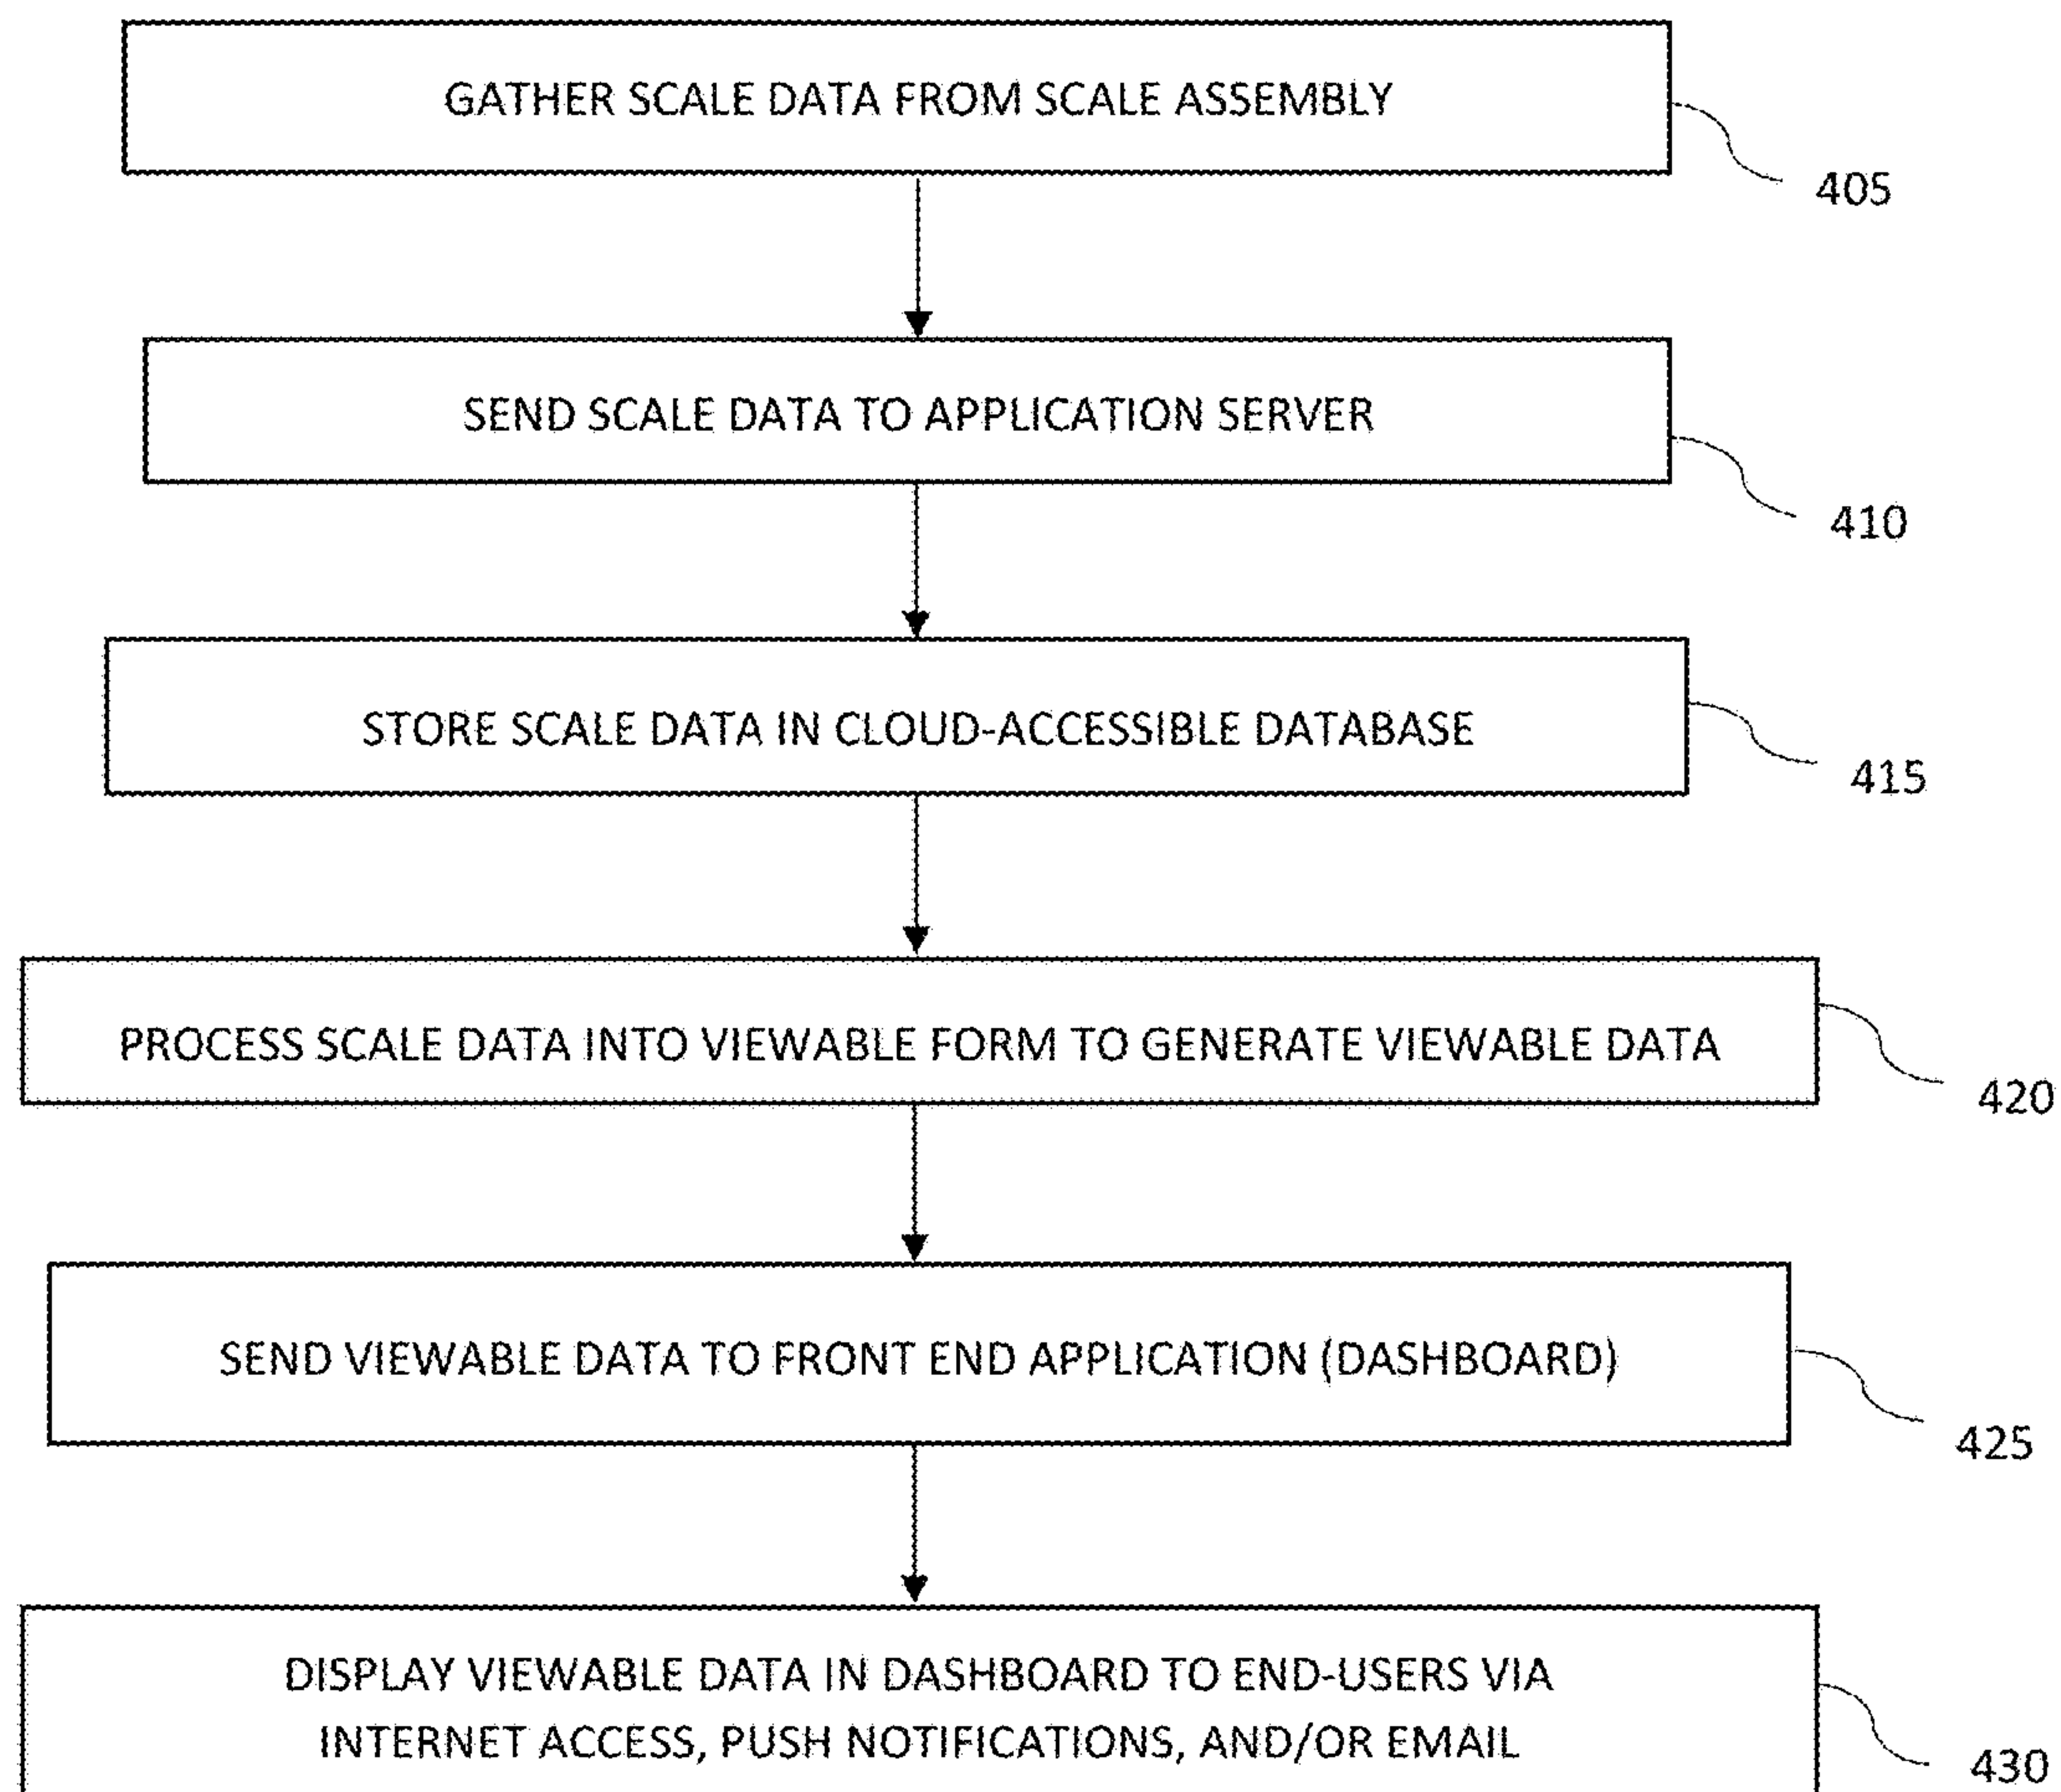 GATHER SCALE DATA FROM SCALE ASSEMBLY
405
SEND SCALE DATA TO APPLICATION SERVER
410
STORE SCALE DATA IN CLOUD-ACCESSIBLE DATABASE
415
PROCESS SCALE DATA INTO VIEWABLE FORM TO GENERATE VIEWABLE DATA
420
SEND VIEWABLE DATA TO FRONT END APPLICATION (DASHBOARD)
425
DISPLAY VIEWABLE DATA IN DASHBOARD TO END-USERS VIA
INTERNET ACCESS, PUSH NOTIFICATIONS, AND/OR EMAIL
430